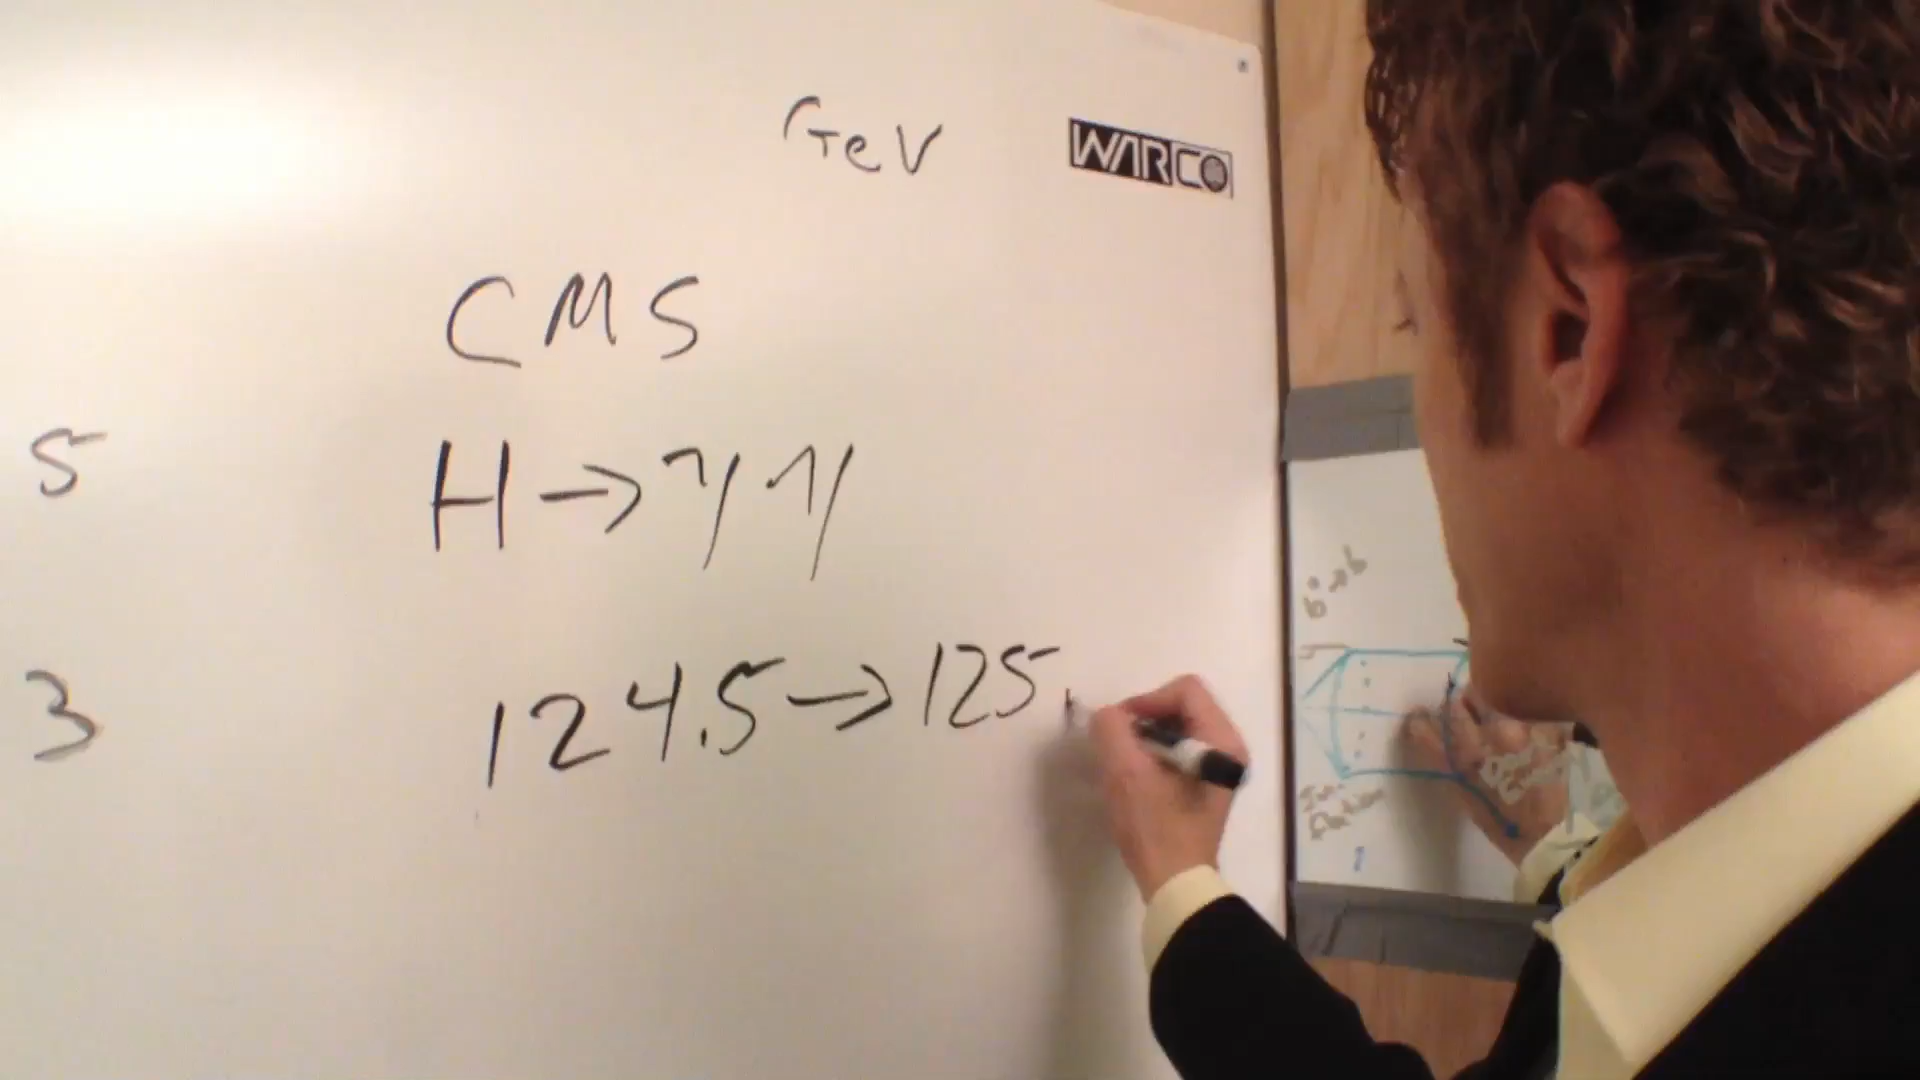 GeV
WARCO
CMS
5
H → γγ
3
124.5 → 125.